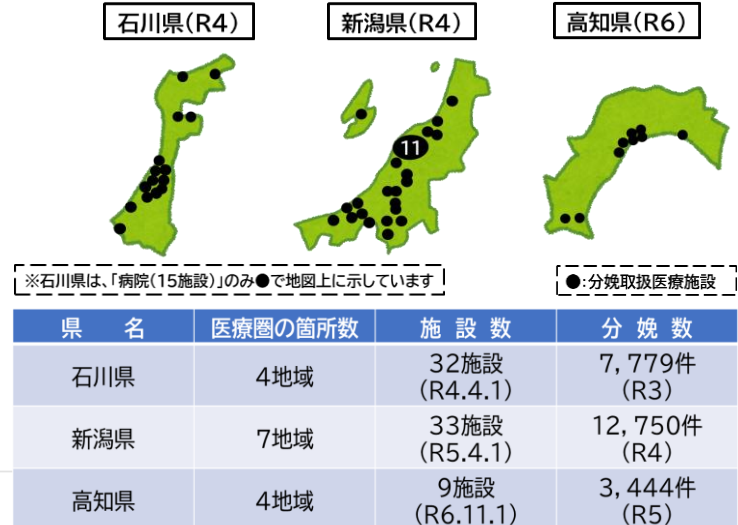 石川県(R4)
新潟県(R4)
高知県(R6)
11
※石川県は、「病院(15施設)」のみ●で地図上に示しています
●:分娩取扱医療施設
県 名 医療圏の箇所数 施 設 数 分 娩 数
石川県 4地域 32施設 7,779件
(R4.4.1) (R3)
新潟県 7地域 33施設 12,750件
(R5.4.1) (R4)
高知県 4地域 9施設 3,444件
(R6.11.1) (R5)